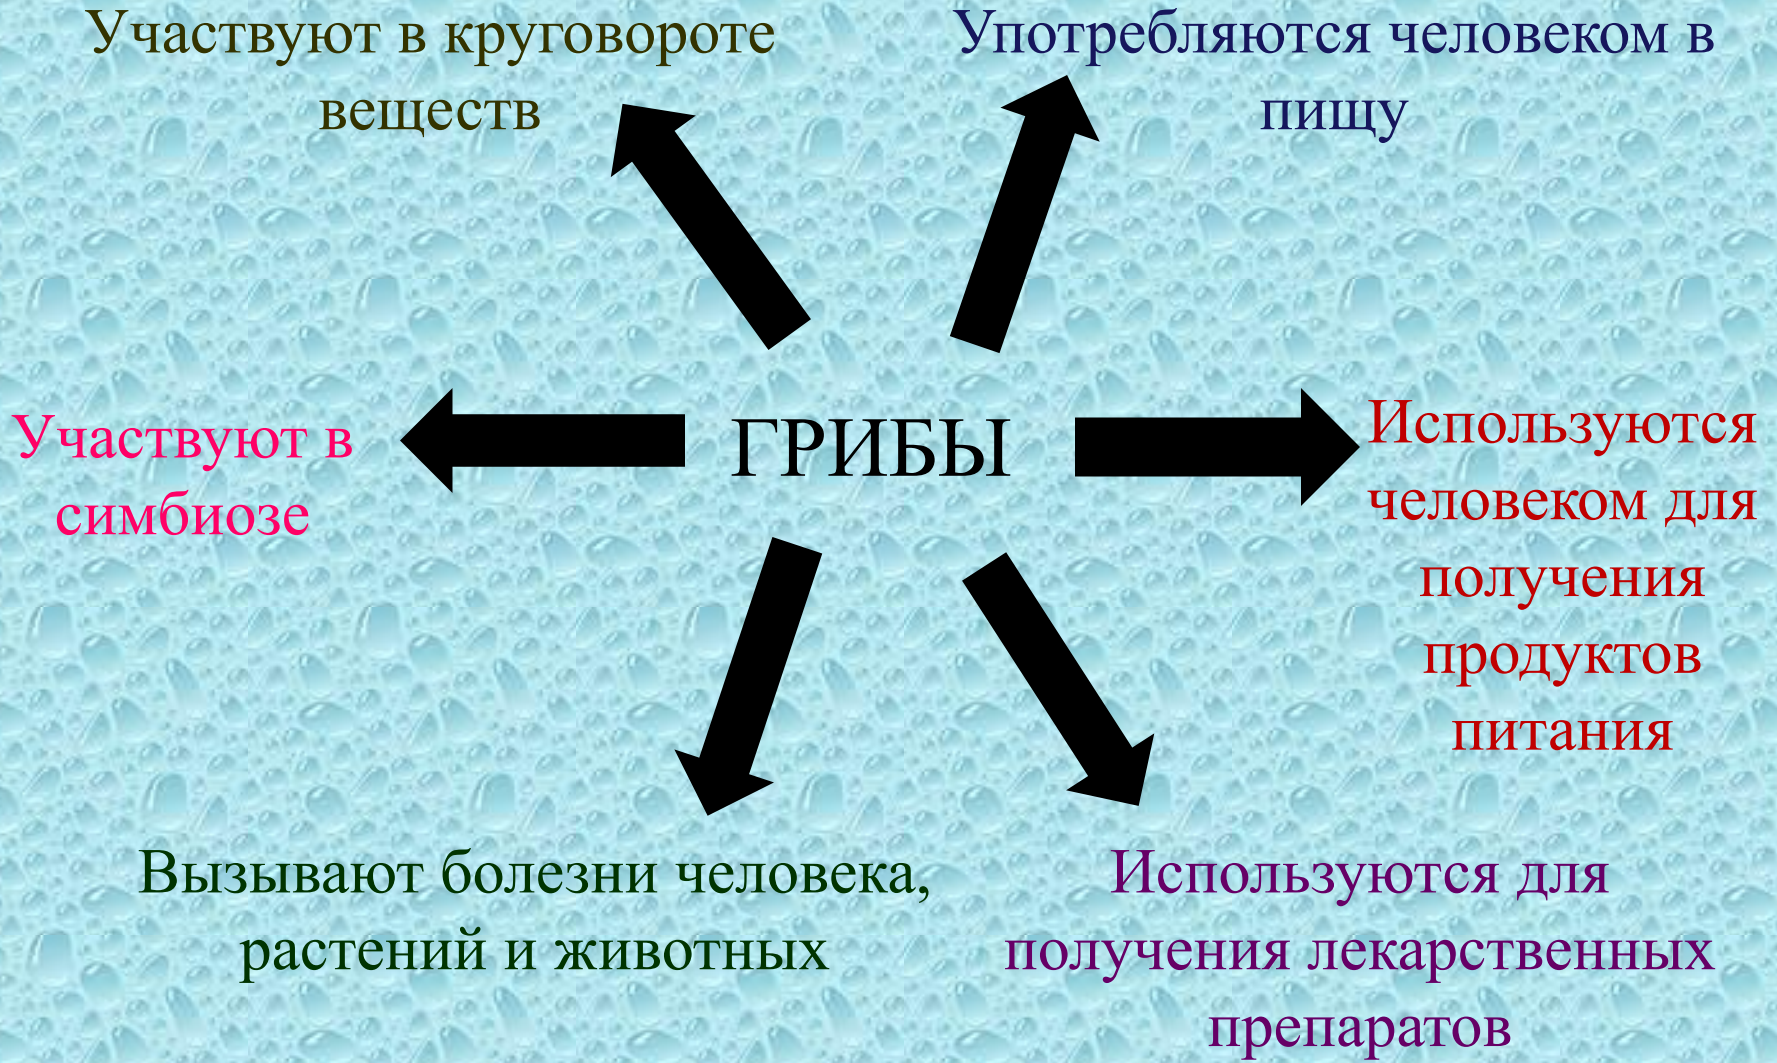 Участвуют в круговороте
веществ
Употребляются человеком в
пищу
Участвуют в
симбиозе
ГРИБЫ
Используются
человеком для
получения
продуктов
питания
Вызывают болезни человека,
растений и животных
Используются для
получения лекарственных
препаратов